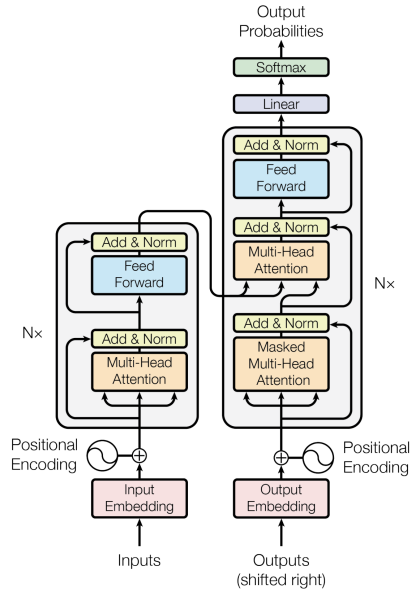 Output
Probabilities
Softmax
Linear
Add & Norm
Feed
Forward
Add & Norm
Multi-Head
Attention
Add & Norm
Masked
Multi-Head
Attention
N×
Positional
Encoding
Output
Embedding
Outputs
(shifted right)
Add & Norm
Feed
Forward
Add & Norm
Multi-Head
Attention
N×
Positional
Encoding
Input
Embedding
Inputs